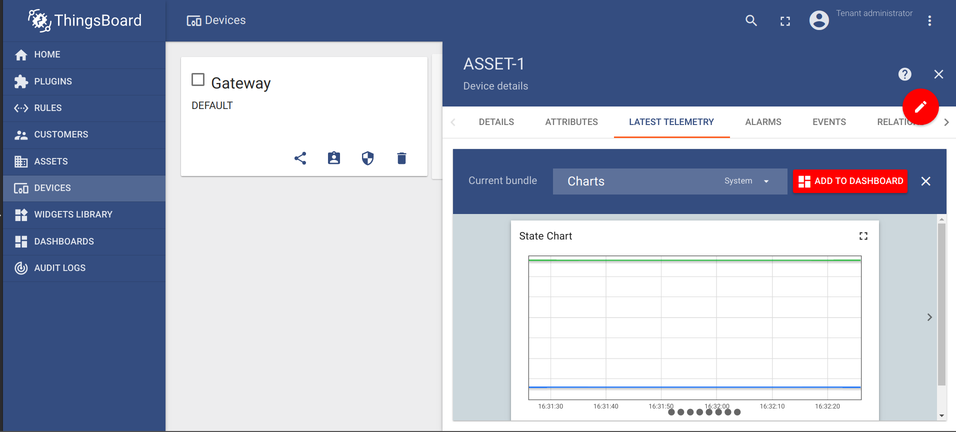 ThingsBoard
Devices
Tenant administrator
HOME
PLUGINS
RULES
CUSTOMERS
ASSETS
DEVICES
WIDGETS LIBRARY
DASHBOARDS
AUDIT LOGS
Gateway
DEFAULT
ASSET-1
Device details
DETAILS ATTRIBUTES LATEST TELEMETRY ALARMS EVENTS
Current bundle Charts System ADD TO DASHBOARD
State Chart
16:31:30 16:31:40 16:31:50 16:32:00 16:32:10 16:32:20